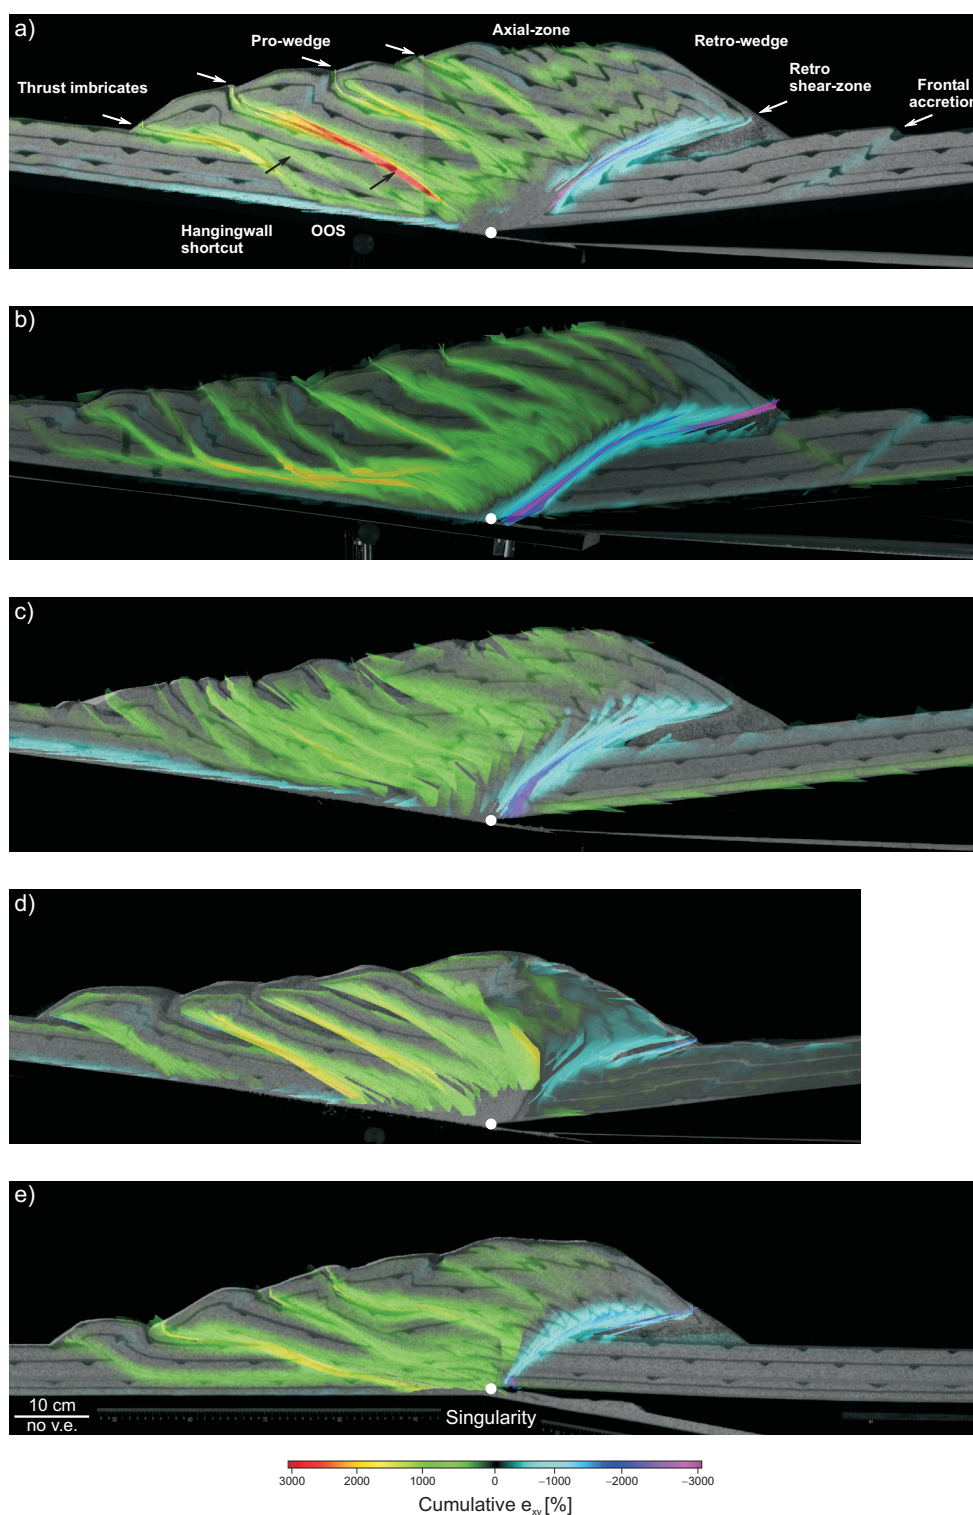 a)
Axial-zone
Pro-wedge
Retro-wedge
Thrust imbricates
Retro
shear-zone
Frontal
accretion
Hangingwall
shortcut
OOS
b)
c)
d)
e)
10 cm
no v.e.
Singularity
3000 2000 1000 0 −1000 −2000 −3000
Cumulative e_xy [%]